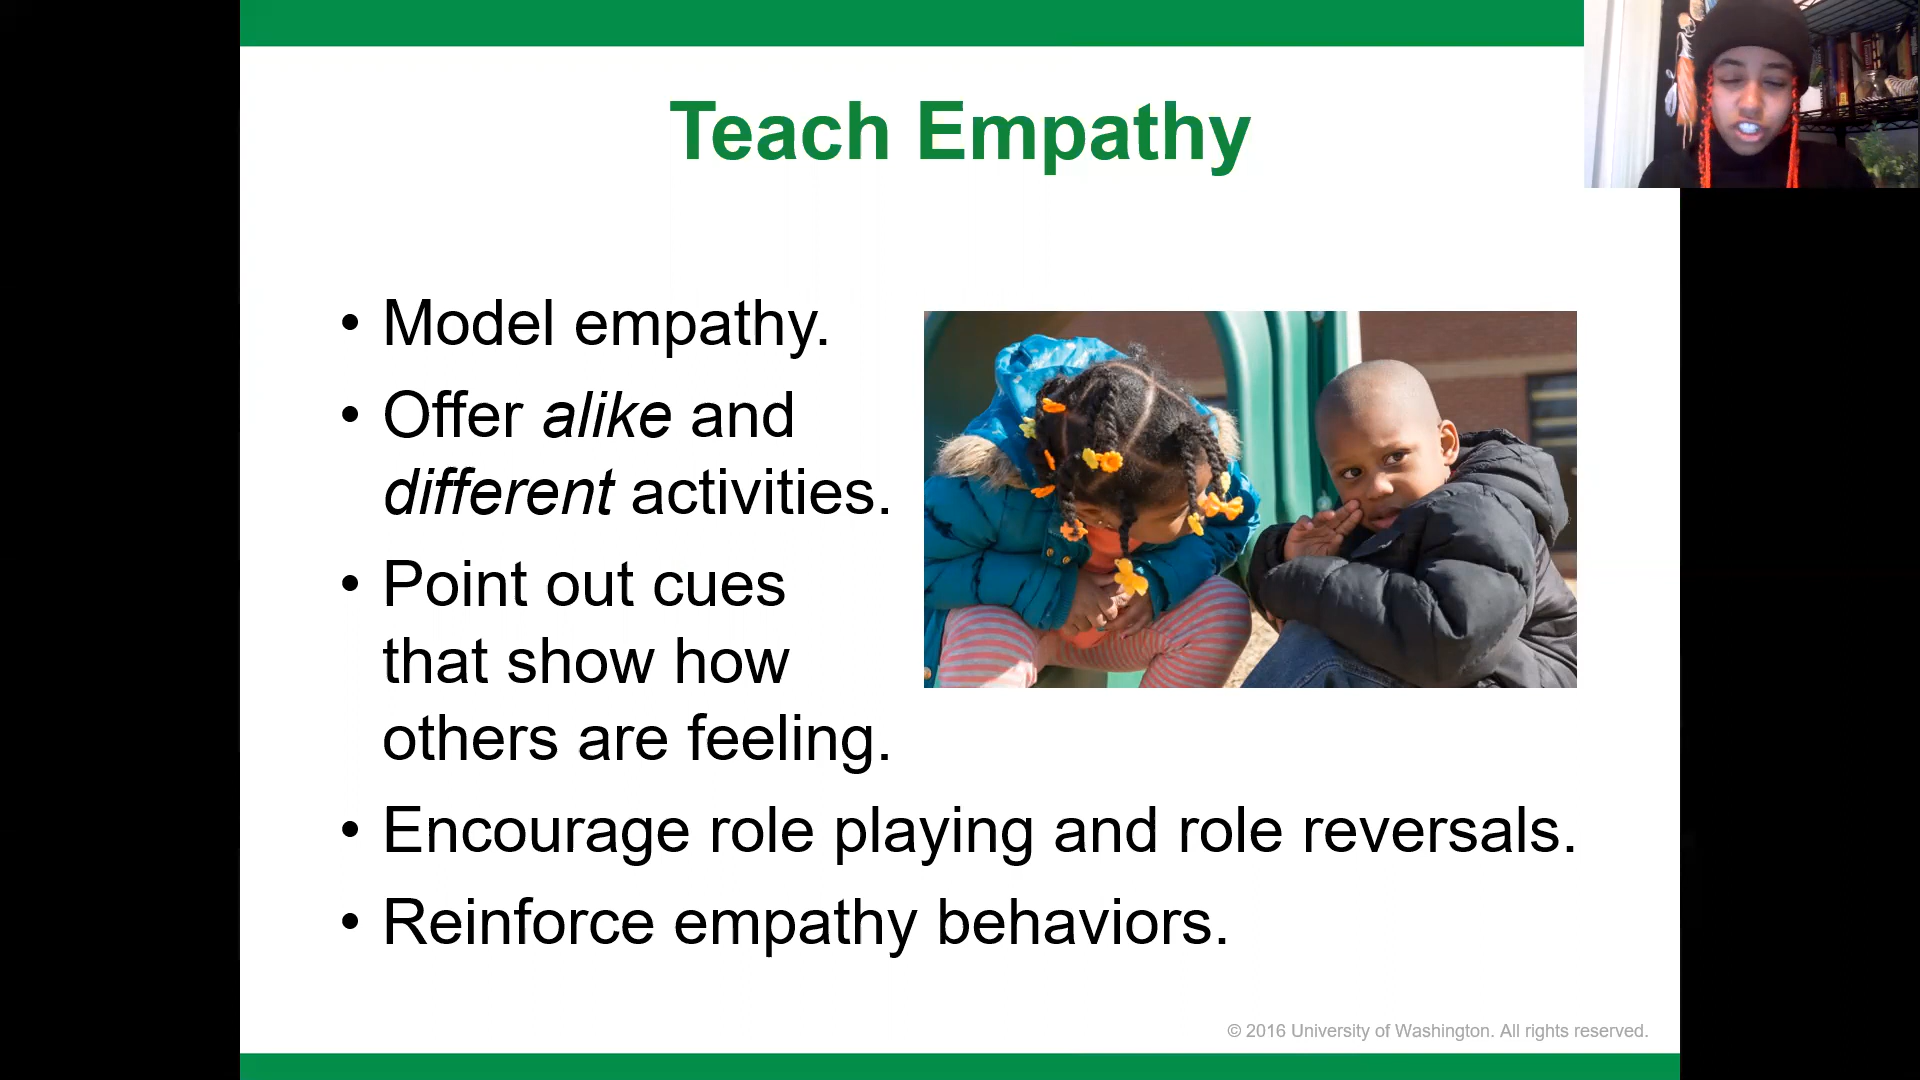 Teach Empathy
• Model empathy.
• Offer alike and
different activities.
• Point out cues
that show how
others are feeling.
• Encourage role playing and role reversals.
• Reinforce empathy behaviors.
© 2016 University of Washington. All rights reserved.